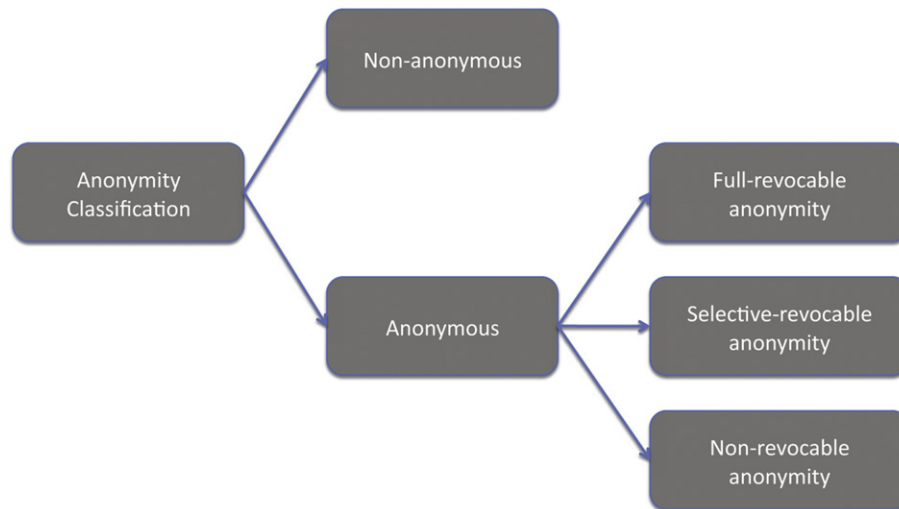 Non-anonymous
Anonymity
Classification
Full-revocable
anonymity
Anonymous
Selective-revocable
anonymity
Non-revocable
anonymity